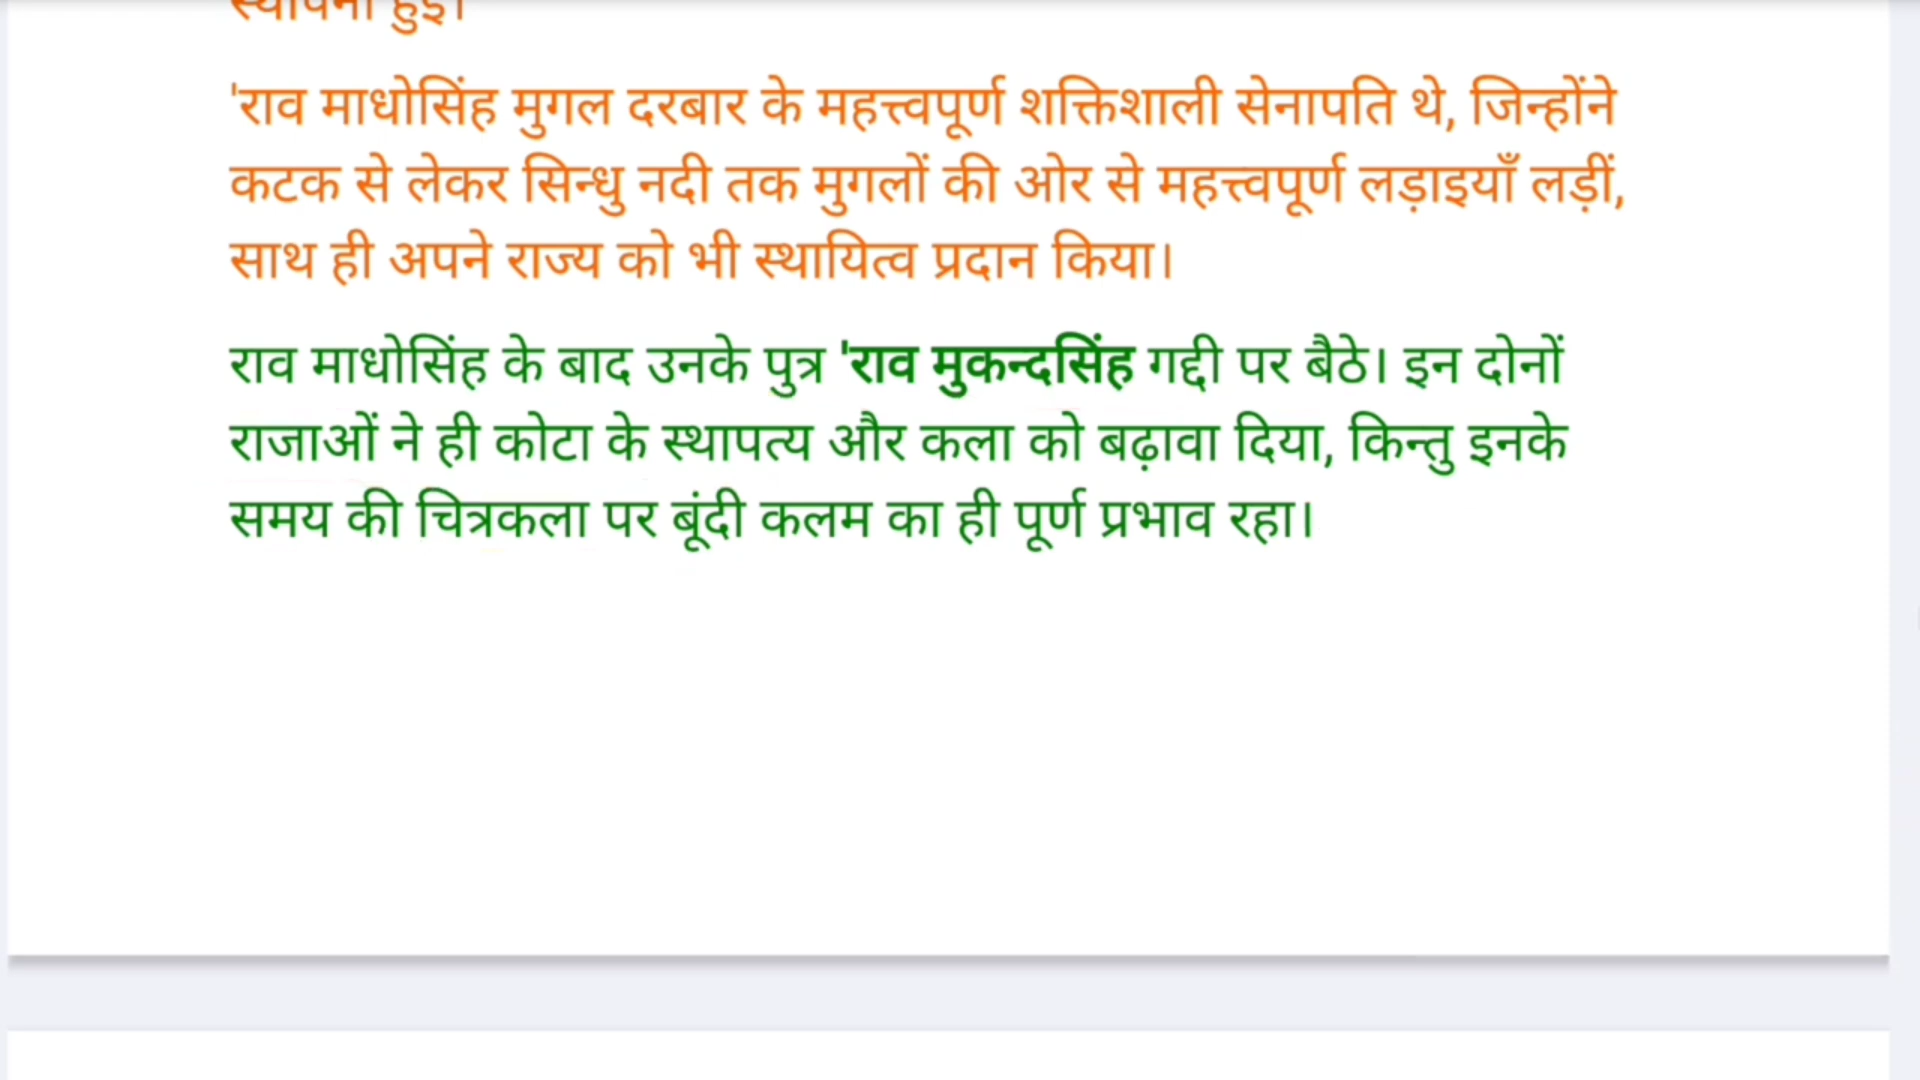 स्थापना हुई।
'राव माधोसिंह मुगल दरबार के महत्त्वपूर्ण शक्तिशाली सेनापति थे, जिन्होंने
कटक से लेकर सिन्धु नदी तक मुगलों की ओर से महत्त्वपूर्ण लड़ाइयाँ लड़ीं,
साथ ही अपने राज्य को भी स्थायित्व प्रदान किया।
राव माधोसिंह के बाद उनके पुत्र 'राव मुकन्दसिंह गद्दी पर बैठे। इन दोनों
राजाओं ने ही कोटा के स्थापत्य और कला को बढ़ावा दिया, किन्तु इनके
समय की चित्रकला पर बूंदी कलम का ही पूर्ण प्रभाव रहा।